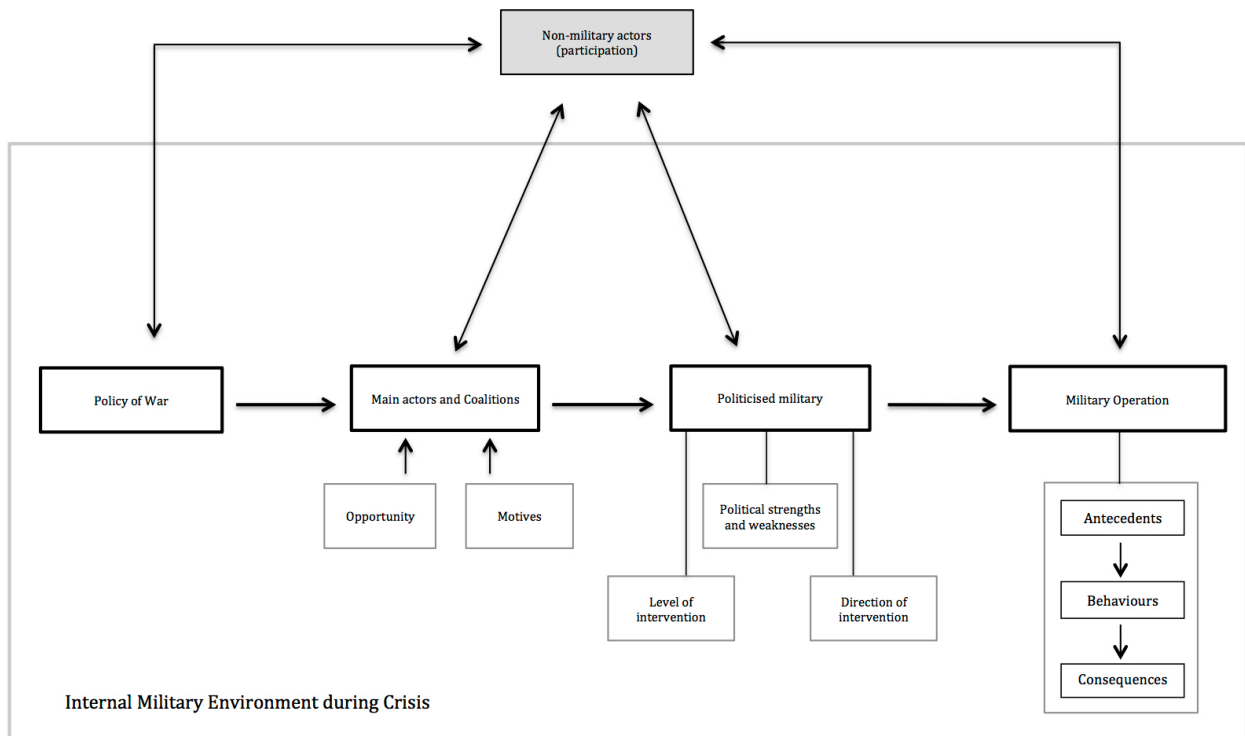 Non-military actors
(participation)
Policy of War
Main actors and Coalitions
Politicised military
Military Operation
Opportunity
Motives
Political strengths
and weaknesses
Level of
intervention
Direction of
intervention
Antecedents
Behaviours
Consequences
Internal Military Environment during Crisis